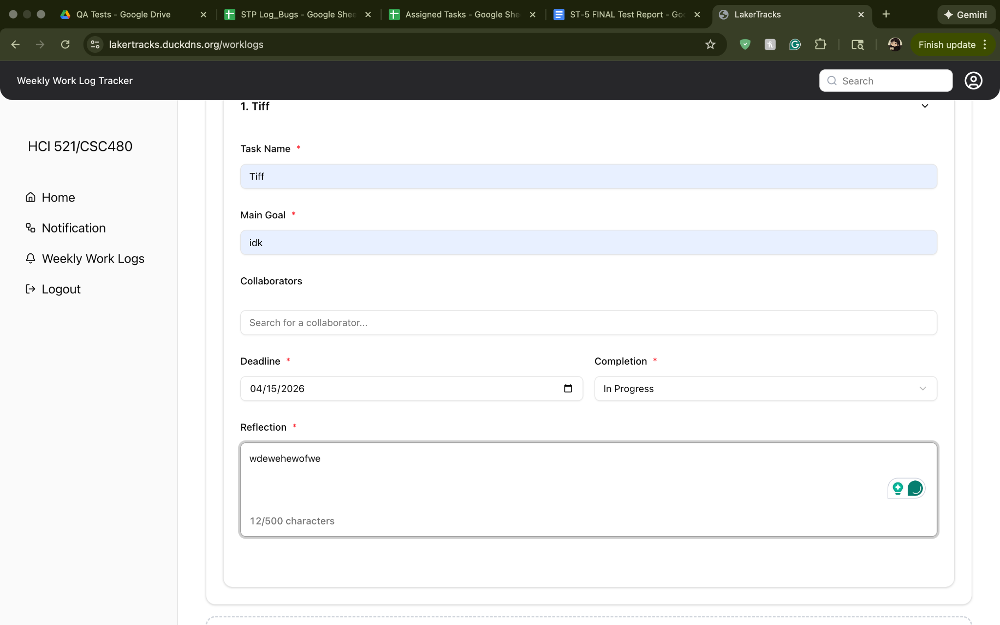 QA Tests - Google Drive
STP Log_Bugs - Google Shee
Assigned Tasks - Google She
ST-5 FINAL Test Report - Goo
LakerTracks
Gemini
lakertracks.duckdns.org/worklogs
Finish update
Weekly Work Log Tracker
Search
HCI 521/CSC480
Home
Notification
Weekly Work Logs
Logout
1. Tiff
Task Name *
Tiff
Main Goal *
idk
Collaborators
Search for a collaborator...
Deadline *
Completion *
04/15/2026
In Progress
Reflection *
wdewehewofwe
12/500 characters